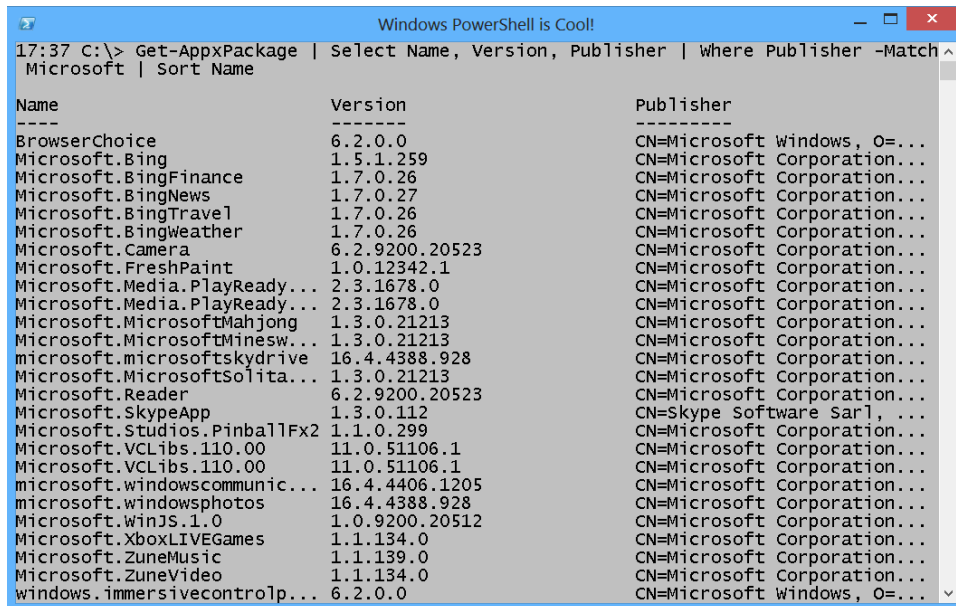 Windows PowerShell is Cool!
17:37 C:\> Get-AppxPackage | Select Name, Version, Publisher | Where Publisher -Match
 Microsoft | Sort Name
Name Version Publisher
---- ------- ---------
BrowserChoice 6.2.0.0 CN=Microsoft Windows, O=...
Microsoft.Bing 1.5.1.259 CN=Microsoft Corporation...
Microsoft.BingFinance 1.7.0.26 CN=Microsoft Corporation...
Microsoft.BingNews 1.7.0.27 CN=Microsoft Corporation...
Microsoft.BingTravel 1.7.0.26 CN=Microsoft Corporation...
Microsoft.BingWeather 1.7.0.26 CN=Microsoft Corporation...
Microsoft.Camera 6.2.9200.20523 CN=Microsoft Corporation...
Microsoft.FreshPaint 1.0.12342.1 CN=Microsoft Corporation...
Microsoft.Media.PlayReady... 2.3.1678.0 CN=Microsoft Corporation...
Microsoft.Media.PlayReady... 2.3.1678.0 CN=Microsoft Corporation...
Microsoft.MicrosoftMahjong 1.3.0.21213 CN=Microsoft Corporation...
Microsoft.MicrosoftMinesw... 1.3.0.21213 CN=Microsoft Corporation...
microsoft.microsoftskydrive 16.4.4388.928 CN=Microsoft Corporation...
Microsoft.MicrosoftSolita... 1.3.0.21213 CN=Microsoft Corporation...
Microsoft.Reader 6.2.9200.20523 CN=Microsoft Corporation...
Microsoft.SkypeApp 1.3.0.112 CN=Skype Software Sarl, ...
Microsoft.Studios.PinballFx2 1.1.0.299 CN=Microsoft Corporation...
Microsoft.VCLibs.110.00 11.0.51106.1 CN=Microsoft Corporation...
Microsoft.VCLibs.110.00 11.0.51106.1 CN=Microsoft Corporation...
microsoft.windowscommunic... 16.4.4406.1205 CN=Microsoft Corporation...
microsoft.windowsphotos 16.4.4388.928 CN=Microsoft Corporation...
Microsoft.WinJS.1.0 1.0.9200.20512 CN=Microsoft Corporation...
Microsoft.XboxLIVEGames 1.1.134.0 CN=Microsoft Corporation...
Microsoft.ZuneMusic 1.1.139.0 CN=Microsoft Corporation...
Microsoft.ZuneVideo 1.1.134.0 CN=Microsoft Corporation...
windows.immersivecontrolp... 6.2.0.0 CN=Microsoft Windows, O=...